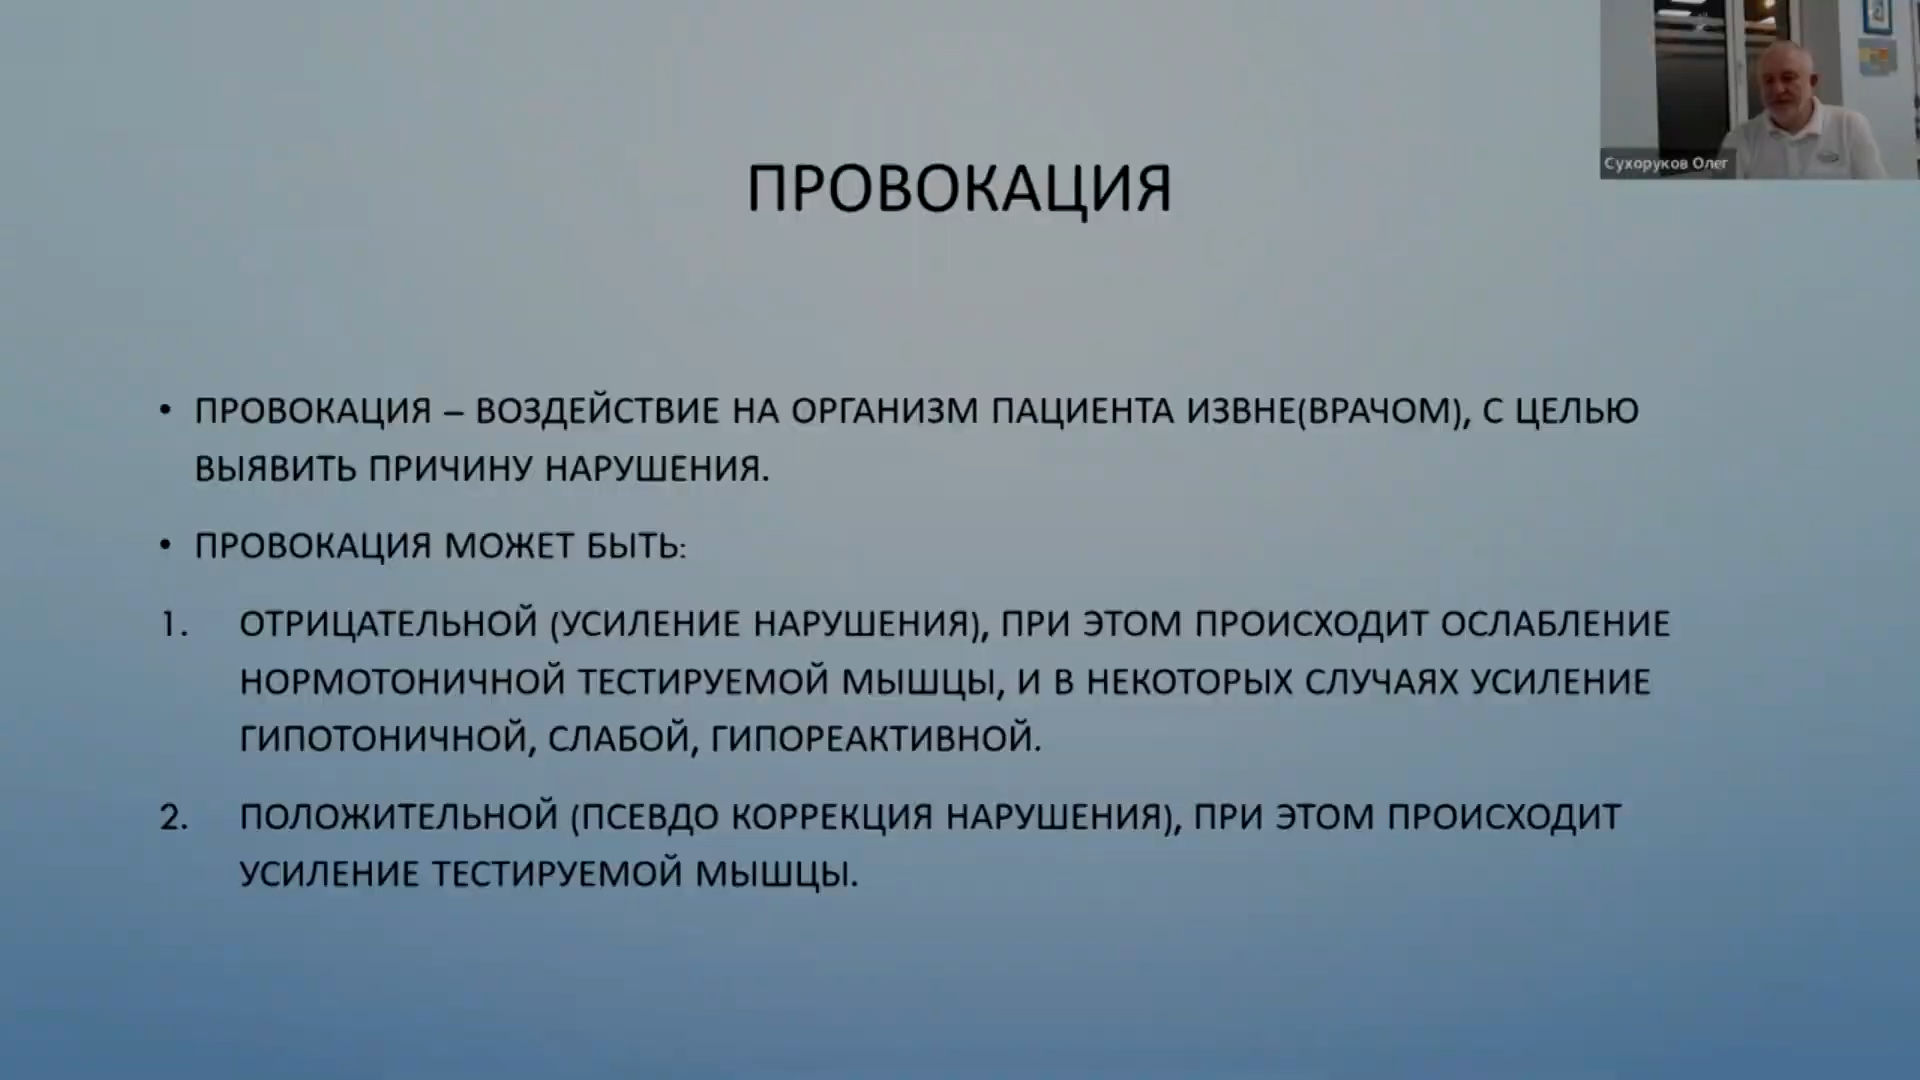 Сухоруков Олег
ПРОВОКАЦИЯ
• ПРОВОКАЦИЯ – ВОЗДЕЙСТВИЕ НА ОРГАНИЗМ ПАЦИЕНТА ИЗВНЕ(ВРАЧОМ), С ЦЕЛЬЮ
ВЫЯВИТЬ ПРИЧИНУ НАРУШЕНИЯ.
• ПРОВОКАЦИЯ МОЖЕТ БЫТЬ:
1. ОТРИЦАТЕЛЬНОЙ (УСИЛЕНИЕ НАРУШЕНИЯ), ПРИ ЭТОМ ПРОИСХОДИТ ОСЛАБЛЕНИЕ
НОРМОТОНИЧНОЙ ТЕСТИРУЕМОЙ МЫШЦЫ, И В НЕКОТОРЫХ СЛУЧАЯХ УСИЛЕНИЕ
ГИПОТОНИЧНОЙ, СЛАБОЙ, ГИПОРЕАКТИВНОЙ.
2. ПОЛОЖИТЕЛЬНОЙ (ПСЕВДО КОРРЕКЦИЯ НАРУШЕНИЯ), ПРИ ЭТОМ ПРОИСХОДИТ
УСИЛЕНИЕ ТЕСТИРУЕМОЙ МЫШЦЫ.